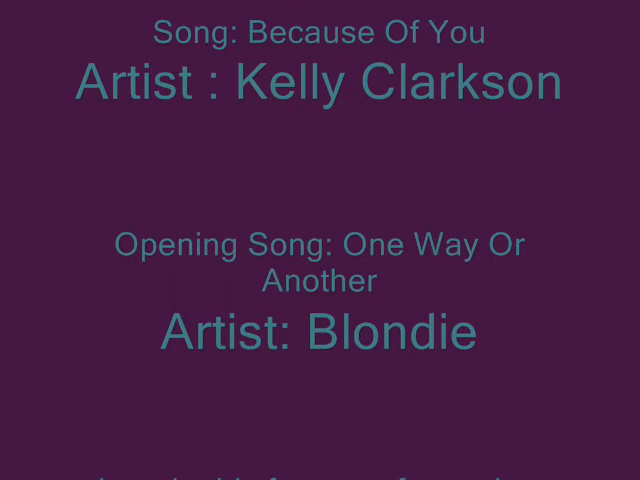 Song: Because Of You
Artist : Kelly Clarkson
Opening Song: One Way Or
Another
Artist: Blondie